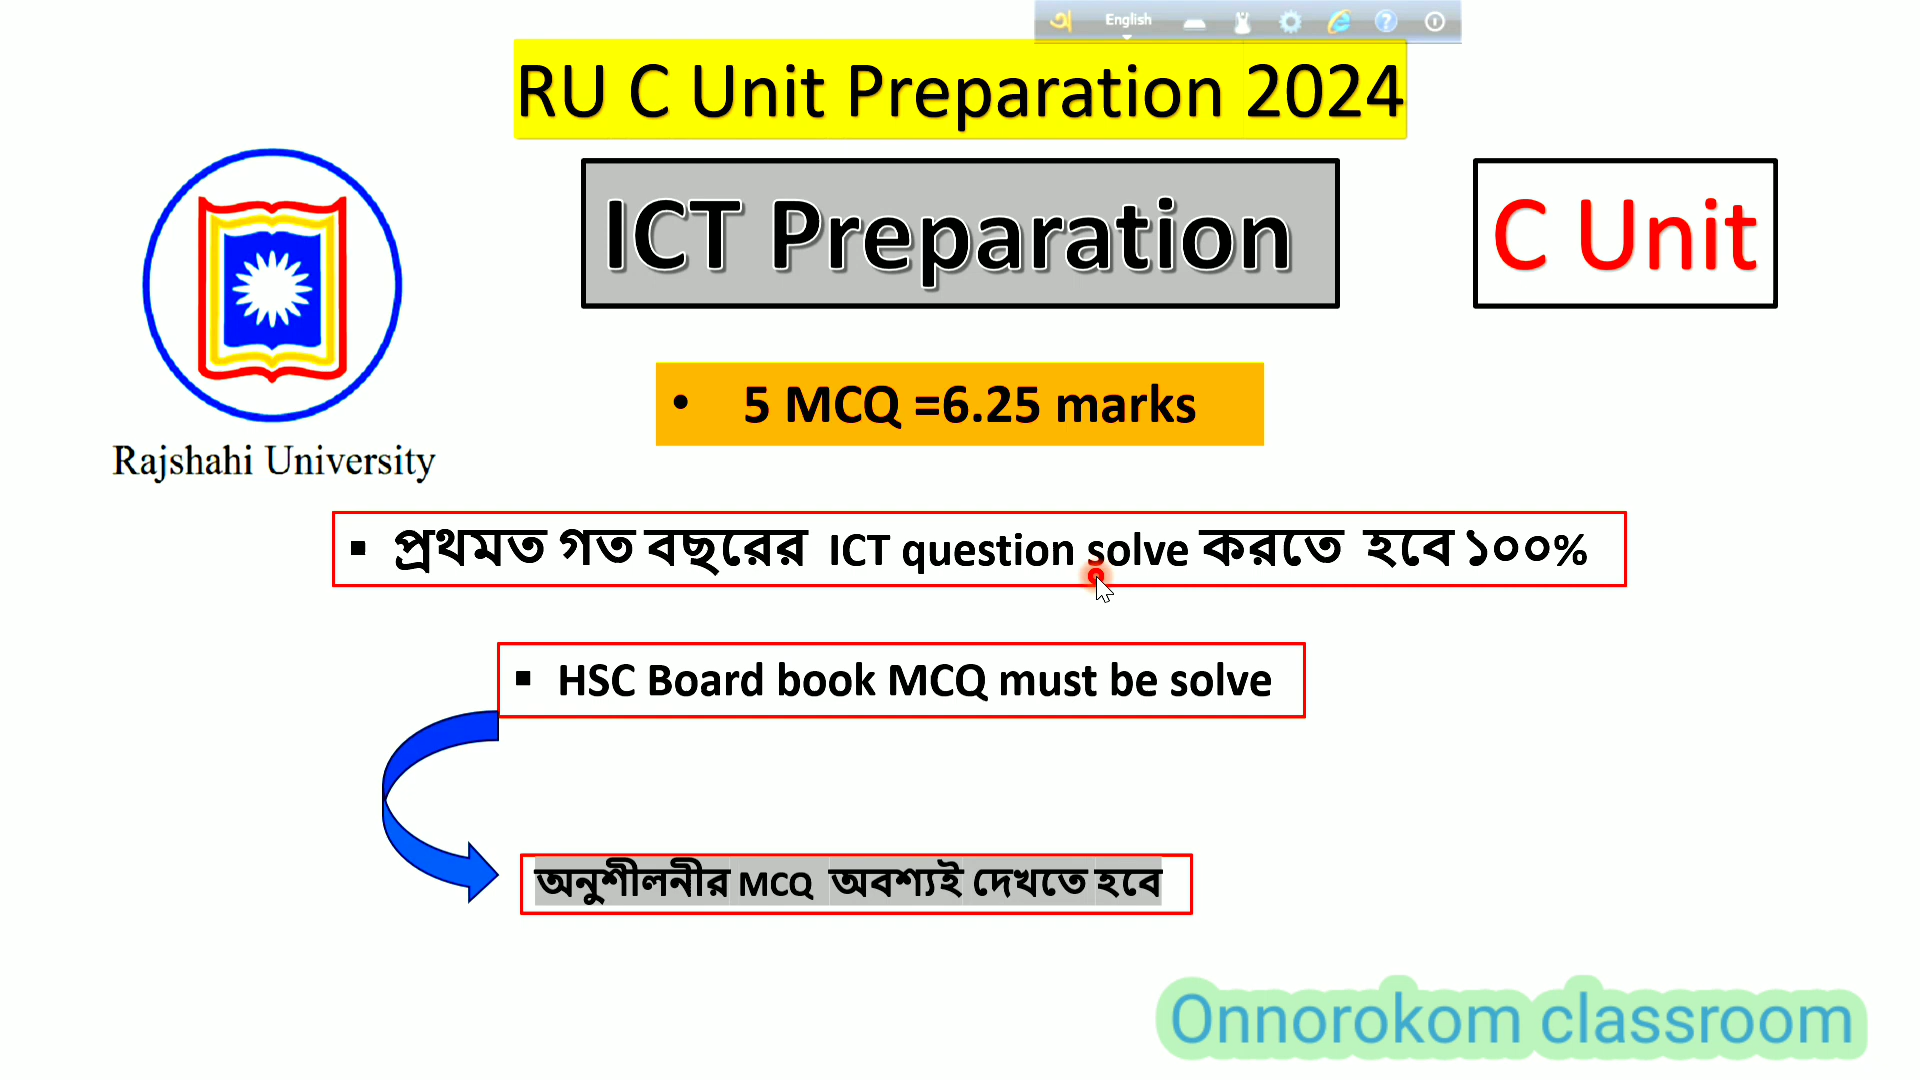 English
RU C Unit Preparation 2024
ICT Preparation
C Unit
• 5 MCQ =6.25 marks
Rajshahi University
▪ প্রথমত গত বছরের ICT question solve করতে হবে ১০০%
▪ HSC Board book MCQ must be solve
অনুশীলনীর MCQ অবশ্যই দেখতে হবে
Onnorokom classroom